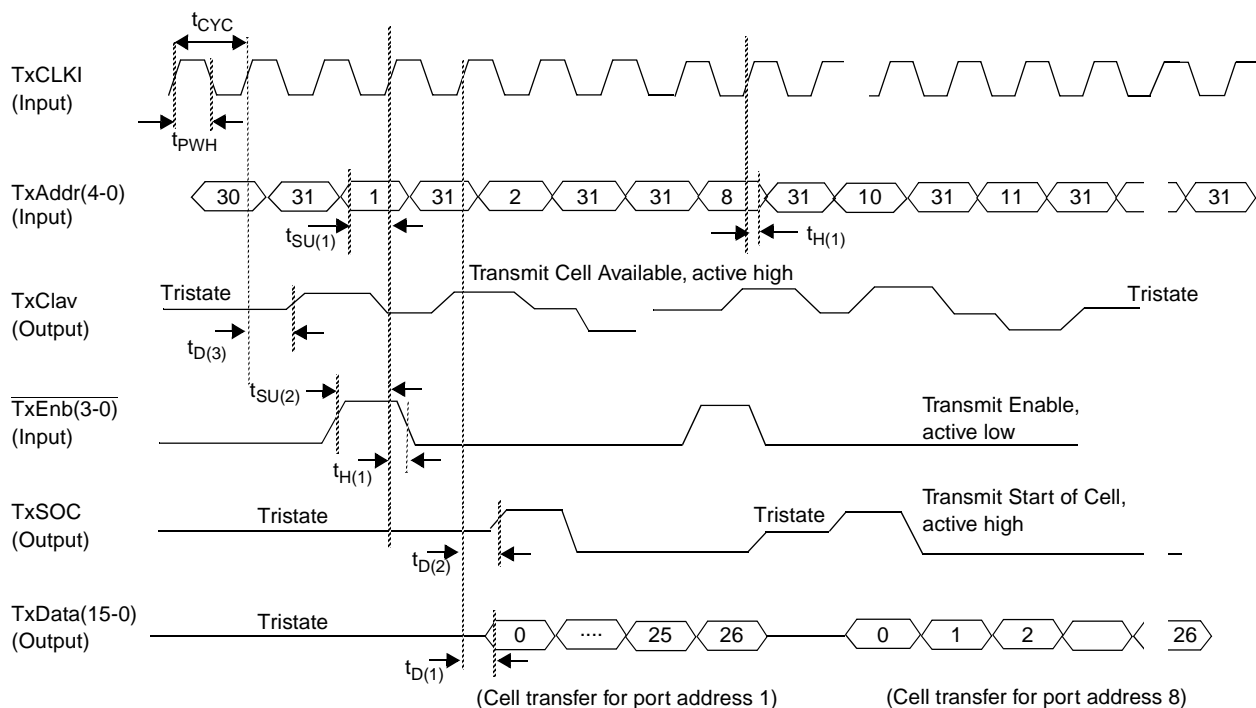 tCYC
TxCLKI
(Input)
tPWH
TxAddr(4-0)
(Input)
30 31 1 31 2 31 31 8 31 10 31 11 31 31
tSU(1)
tH(1)
Transmit Cell Available, active high
TxClav
(Output)
Tristate
Tristate
tD(3)
tSU(2)
TxEnb(3-0)
(Input)
Transmit Enable,
active low
tH(1)
TxSOC
(Output)
Tristate
Tristate
Transmit Start of Cell,
active high
tD(2)
TxData(15-0)
(Output)
Tristate
0 .... 25 26 0 1 2 26
tD(1)
(Cell transfer for port address 1) (Cell transfer for port address 8)